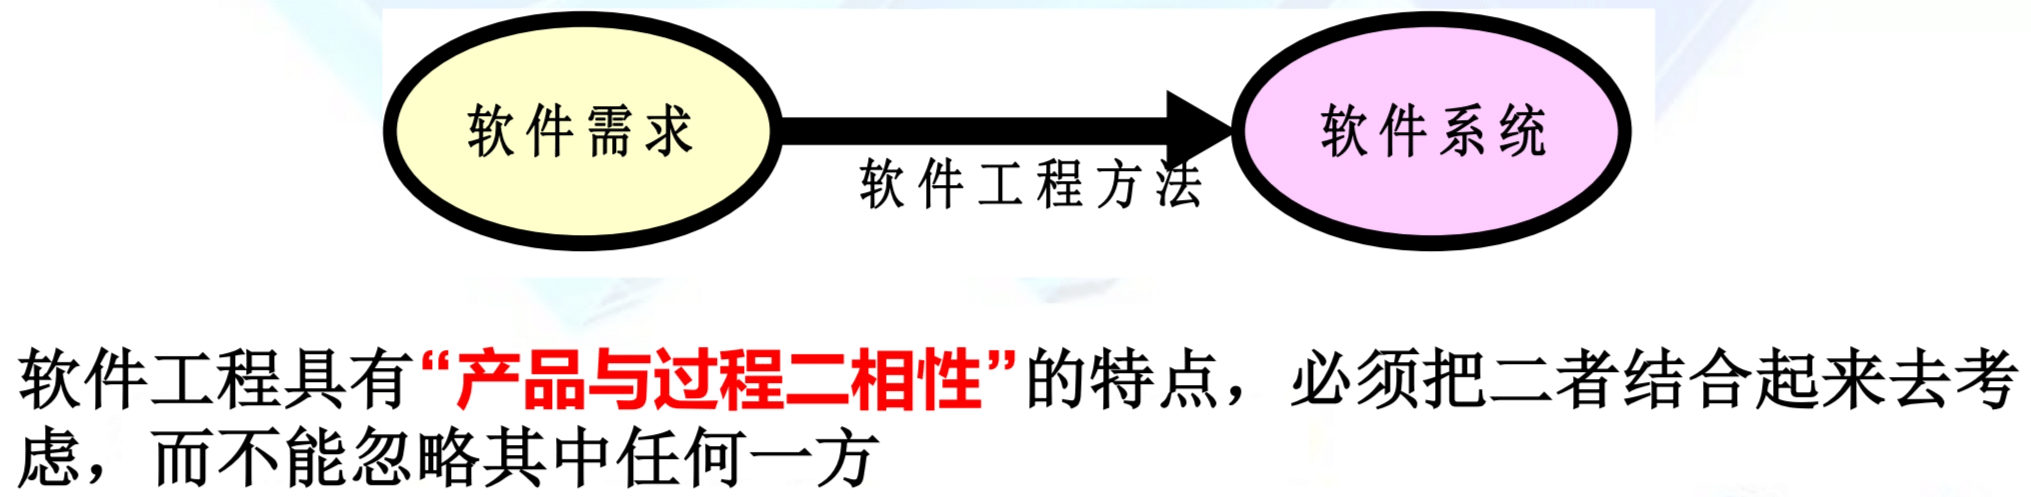 软件需求
软件系统
软件工程方法
软件工程具有“产品与过程二相性”的特点，必须把二者结合起来去考
虑，而不能忽略其中任何一方